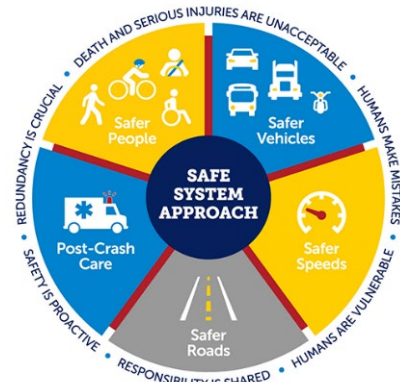 DEATH AND SERIOUS INJURIES ARE UNACCEPTABLE
HUMANS MAKE MISTAKES
HUMANS ARE VULNERABLE
RESPONSIBILITY IS SHARED
SAFETY IS PROACTIVE
REDUNDANCY IS CRUCIAL
Safer
People
Safer
Vehicles
SAFE
SYSTEM
APPROACH
Post-Crash
Care
Safer
Speeds
Safer
Roads